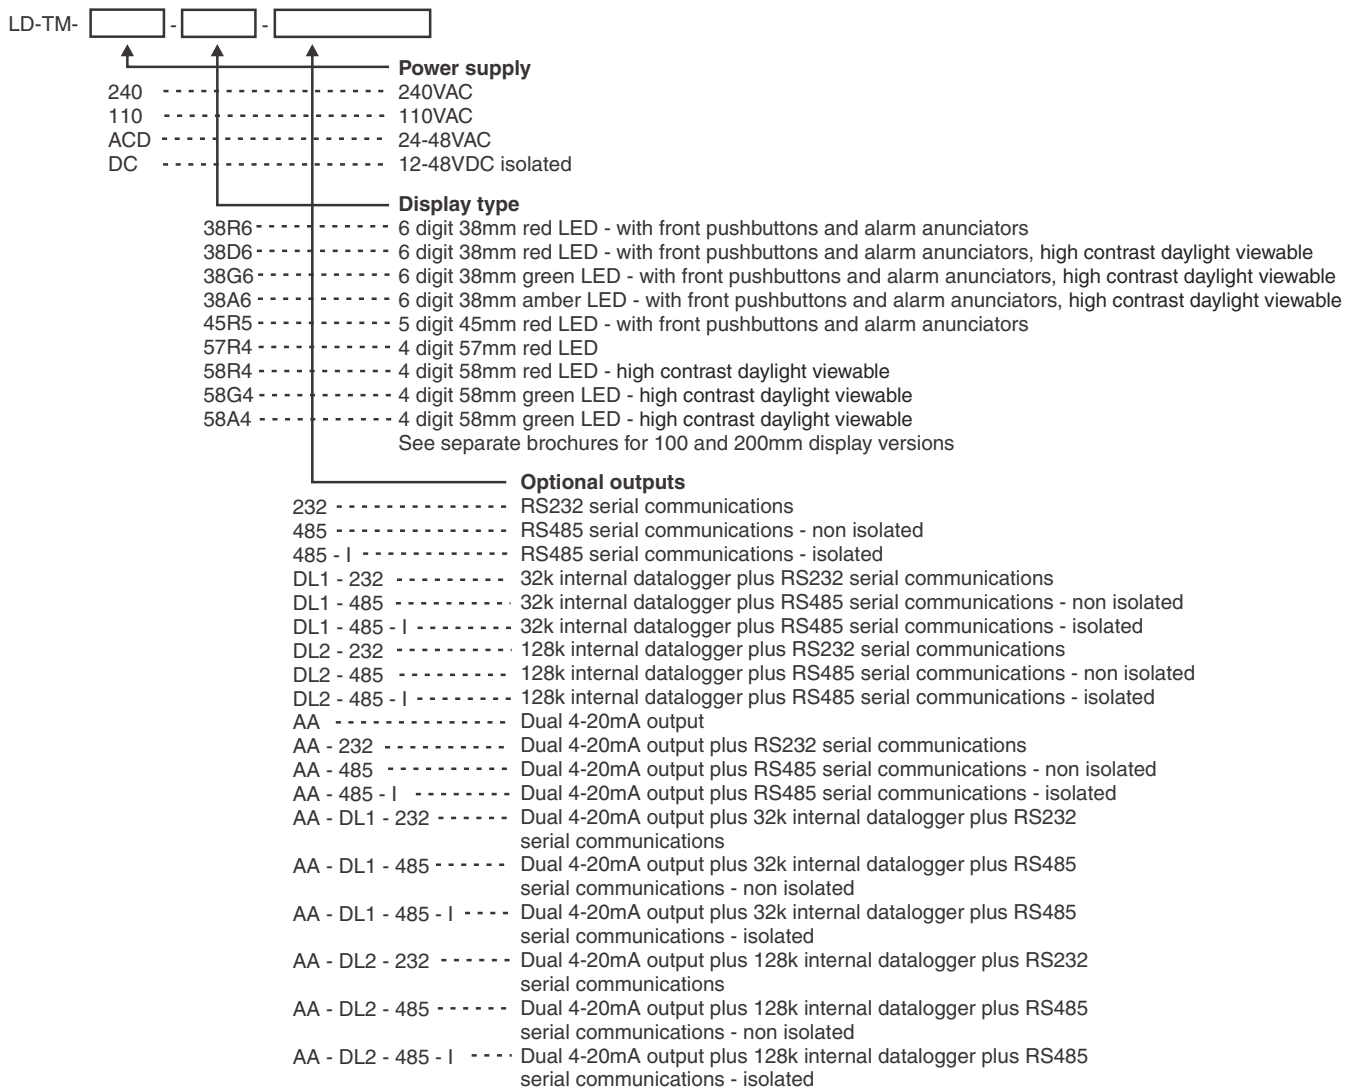 LD-TM- - -
Power supply
240 240VAC
110 110VAC
ACD 24-48VAC
DC 12-48VDC isolated
Display type
38R6 6 digit 38mm red LED - with front pushbuttons and alarm anunciators
38D6 6 digit 38mm red LED - with front pushbuttons and alarm anunciators, high contrast daylight viewable
38G6 6 digit 38mm green LED - with front pushbuttons and alarm anunciators, high contrast daylight viewable
38A6 6 digit 38mm amber LED - with front pushbuttons and alarm anunciators, high contrast daylight viewable
45R5 5 digit 45mm red LED - with front pushbuttons and alarm anunciators
57R4 4 digit 57mm red LED
58R4 4 digit 58mm red LED - high contrast daylight viewable
58G4 4 digit 58mm green LED - high contrast daylight viewable
58A4 4 digit 58mm green LED - high contrast daylight viewable
See separate brochures for 100 and 200mm display versions
Optional outputs
232 RS232 serial communications
485 RS485 serial communications - non isolated
485 - I RS485 serial communications - isolated
DL1 - 232 32k internal datalogger plus RS232 serial communications
DL1 - 485 32k internal datalogger plus RS485 serial communications - non isolated
DL1 - 485 - I 32k internal datalogger plus RS485 serial communications - isolated
DL2 - 232 128k internal datalogger plus RS232 serial communications
DL2 - 485 128k internal datalogger plus RS485 serial communications - non isolated
DL2 - 485 - I 128k internal datalogger plus RS485 serial communications - isolated
AA Dual 4-20mA output
AA - 232 Dual 4-20mA output plus RS232 serial communications
AA - 485 Dual 4-20mA output plus RS485 serial communications - non isolated
AA - 485 - I Dual 4-20mA output plus RS485 serial communications - isolated
AA - DL1 - 232 Dual 4-20mA output plus 32k internal datalogger plus RS232
serial communications
AA - DL1 - 485 Dual 4-20mA output plus 32k internal datalogger plus RS485
serial communications - non isolated
AA - DL1 - 485 - I Dual 4-20mA output plus 32k internal datalogger plus RS485
serial communications - isolated
AA - DL2 - 232 Dual 4-20mA output plus 128k internal datalogger plus RS232
serial communications
AA - DL2 - 485 Dual 4-20mA output plus 128k internal datalogger plus RS485
serial communications - non isolated
AA - DL2 - 485 - I Dual 4-20mA output plus 128k internal datalogger plus RS485
serial communications - isolated